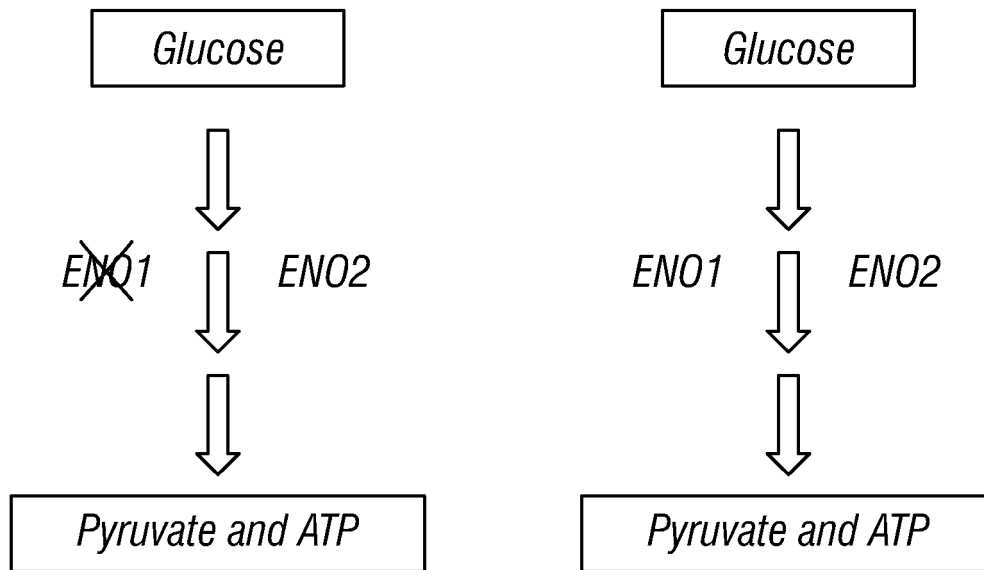 Glucose
Glucose
ENO1
ENO2
ENO1
ENO2
Pyruvate and ATP
Pyruvate and ATP